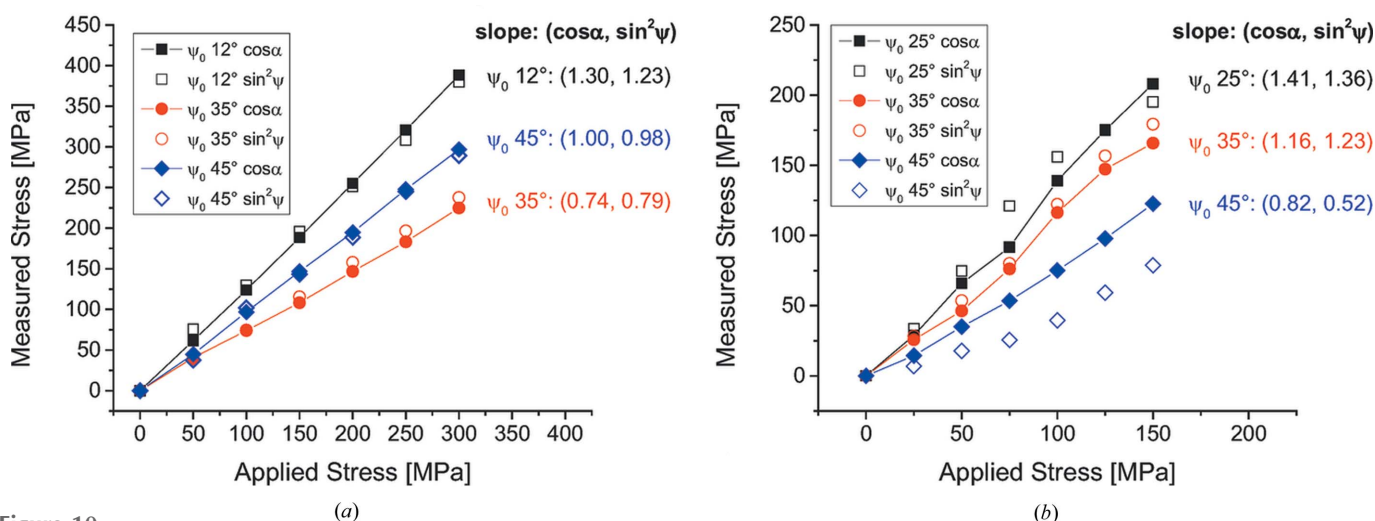 450
400
350
300
250
200
150
100
50
0
Measured Stress [MPa]
ψ₀ 12° cosα
ψ₀ 12° sin²ψ
ψ₀ 35° cosα
ψ₀ 35° sin²ψ
ψ₀ 45° cosα
ψ₀ 45° sin²ψ
slope: (cosα, sin²ψ)
ψ₀ 12°: (1.30, 1.23)
ψ₀ 45°: (1.00, 0.98)
ψ₀ 35°: (0.74, 0.79)
0 50 100 150 200 250 300 350 400
Applied Stress [MPa]
(a)
250
200
150
100
50
0
Measured Stress [MPa]
ψ₀ 25° cosα
ψ₀ 25° sin²ψ
ψ₀ 35° cosα
ψ₀ 35° sin²ψ
ψ₀ 45° cosα
ψ₀ 45° sin²ψ
slope: (cosα, sin²ψ)
ψ₀ 25°: (1.41, 1.36)
ψ₀ 35°: (1.16, 1.23)
ψ₀ 45°: (0.82, 0.52)
0 50 100 150 200
Applied Stress [MPa]
(b)